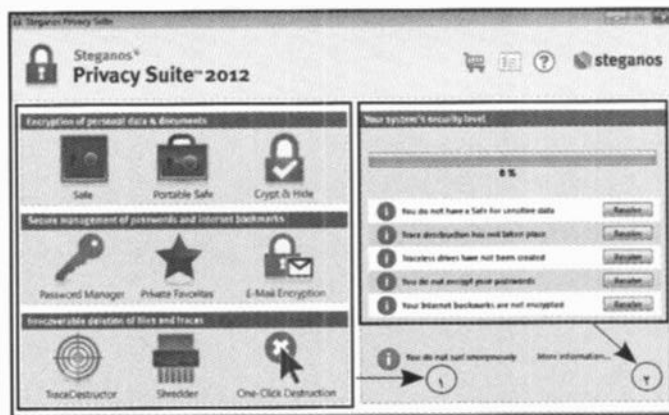 Steganos Privacy Suite
Steganos®
Privacy Suite™ 2012
steganos
Encryption of personal data & documents
Safe
Portable Safe
Crypt & Hide
Secure management of passwords and internet bookmarks
Password Manager
Private Favorites
E-Mail Encryption
Irrecoverable deletion of files and traces
TraceDestructor
Shredder
One-Click Destruction
Your system's security level
0 %
You do not have a Safe for sensitive data
Resolve
Trace destruction has not taken place
Resolve
Traceless drives have not been created
Resolve
You do not encrypt your passwords
Resolve
Your Internet bookmarks are not encrypted
Resolve
You do not surf anonymously
More information...
١
٢